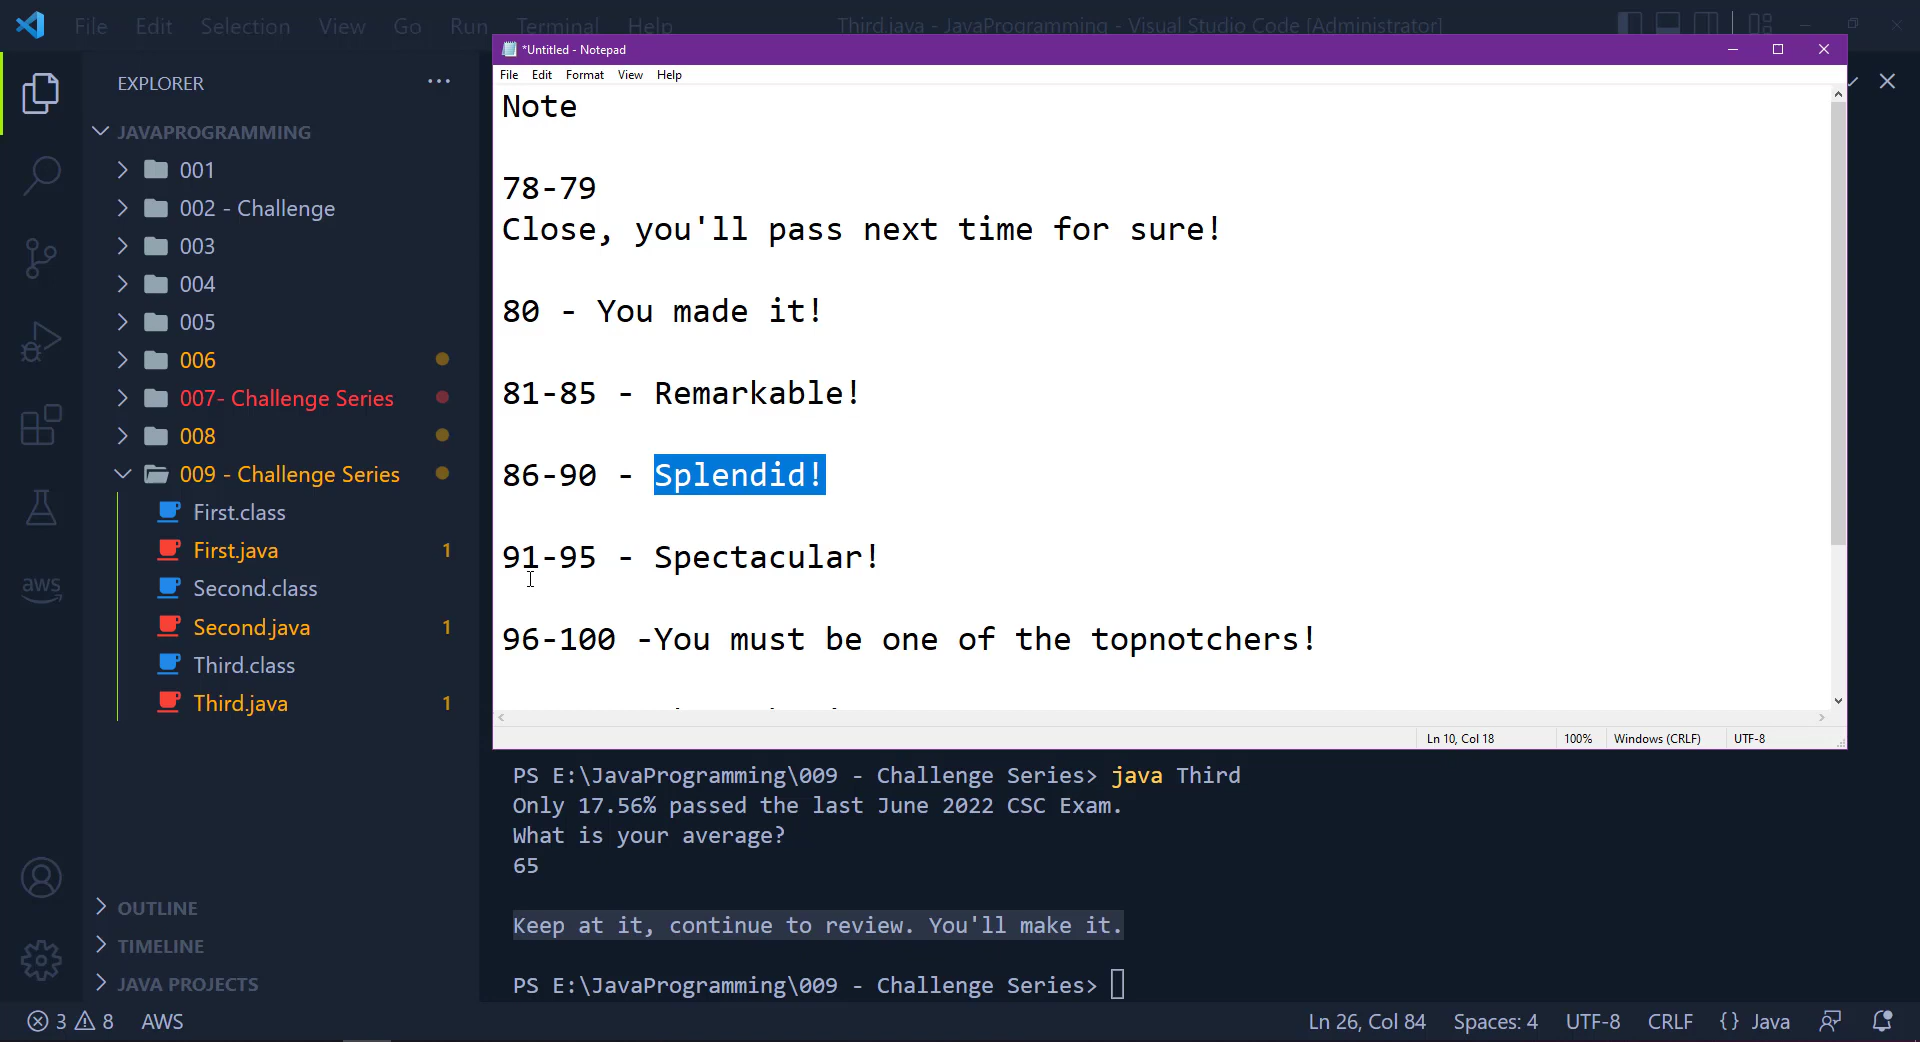 File Edit Selection View Go Run Terminal Help Third.java - JavaProgramming - Visual Studio Code [Administrator]
*Untitled - Notepad
File Edit Format View Help
EXPLORER
JAVAPROGRAMMING
001
002 - Challenge
003
004
005
006
007- Challenge Series
008
009 - Challenge Series
First.class
First.java 1
Second.class
Second.java 1
Third.class
Third.java 1
OUTLINE
TIMELINE
JAVA PROJECTS
aws
Note
78-79
Close, you'll pass next time for sure!
80 - You made it!
81-85 - Remarkable!
86-90 - Splendid!
91-95 - Spectacular!
96-100 -You must be one of the topnotchers!
Ln 10, Col 18 100% Windows (CRLF) UTF-8
PS E:\JavaProgramming\009 - Challenge Series> java Third
Only 17.56% passed the last June 2022 CSC Exam.
What is your average?
65
Keep at it, continue to review. You'll make it.
PS E:\JavaProgramming\009 - Challenge Series>
3 8 AWS Ln 26, Col 84 Spaces: 4 UTF-8 CRLF {} Java